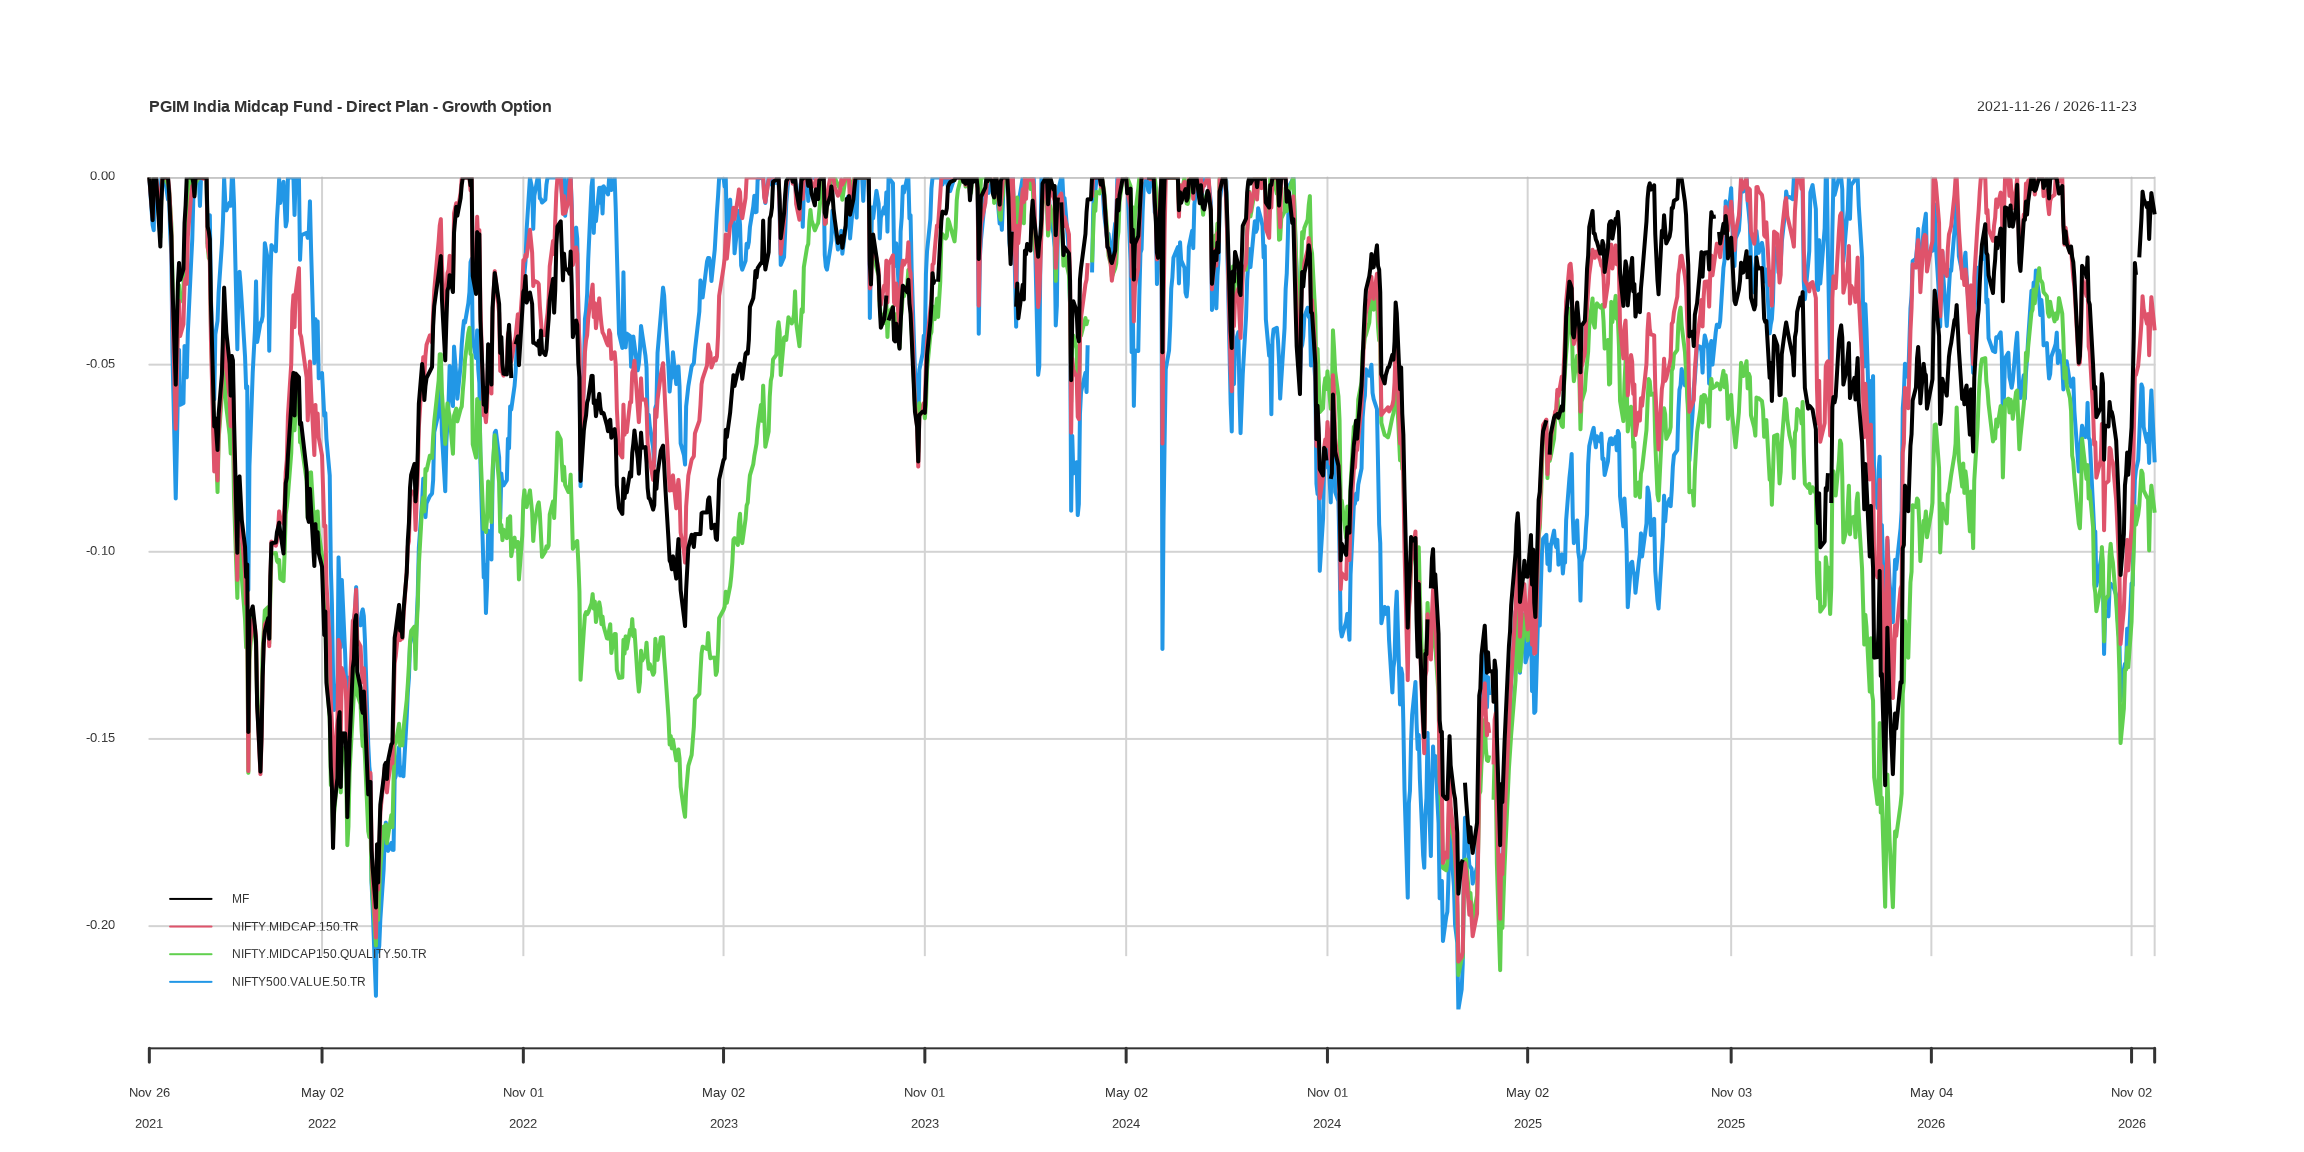 PGIM India Midcap Fund - Direct Plan - Growth Option
2021-11-26 / 2026-11-23
0.00
-0.05
-0.10
-0.15
-0.20
MF
NIFTY.MIDCAP.150.TR
NIFTY.MIDCAP150.QUALITY.50.TR
NIFTY500.VALUE.50.TR
Nov 26 May 02 Nov 01 May 02 Nov 01 May 02 Nov 01 May 02 Nov 03 May 04 Nov 02
2021 2022 2022 2023 2023 2024 2024 2025 2025 2026 2026